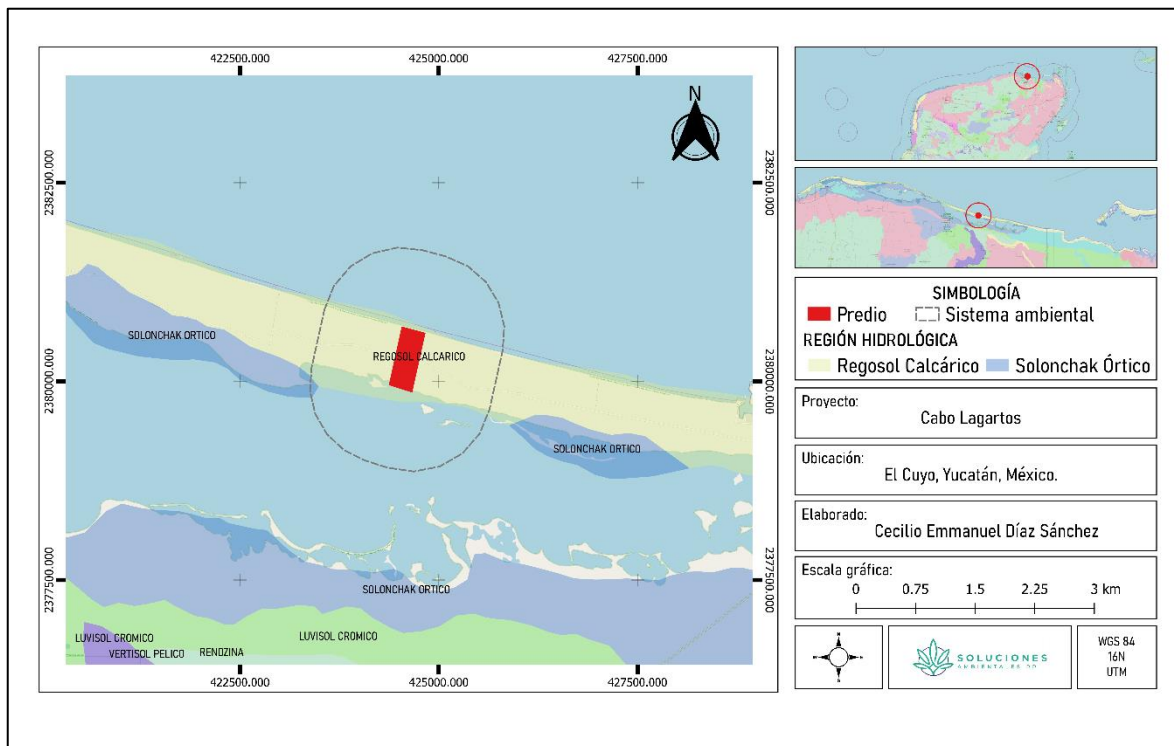 422500.000
425000.000
427500.000
N
2382500.000
2382500.000
SOLONCHAK ORTICO
REGOSOL CALCARICO
2380000.000
2380000.000
SOLONCHAK ORTICO
2377500.000
2377500.000
SOLONCHAK ORTICO
LUVISOL CROMICO
LUVISOL CROMICO
VERTISOL PELICO
RENDZINA
422500.000
425000.000
427500.000
SIMBOLOGÍA
Predio
Sistema ambiental
REGIÓN HIDROLÓGICA
Regosol Calcárico
Solonchak Órtico
Proyecto:
Cabo Lagartos
Ubicación:
El Cuyo, Yucatán, México.
Elaborado:
Cecilio Emmanuel Díaz Sánchez
Escala gráfica:
0 0.75 1.5 2.25 3 km
SOLUCIONES
WGS 84
16N
UTM